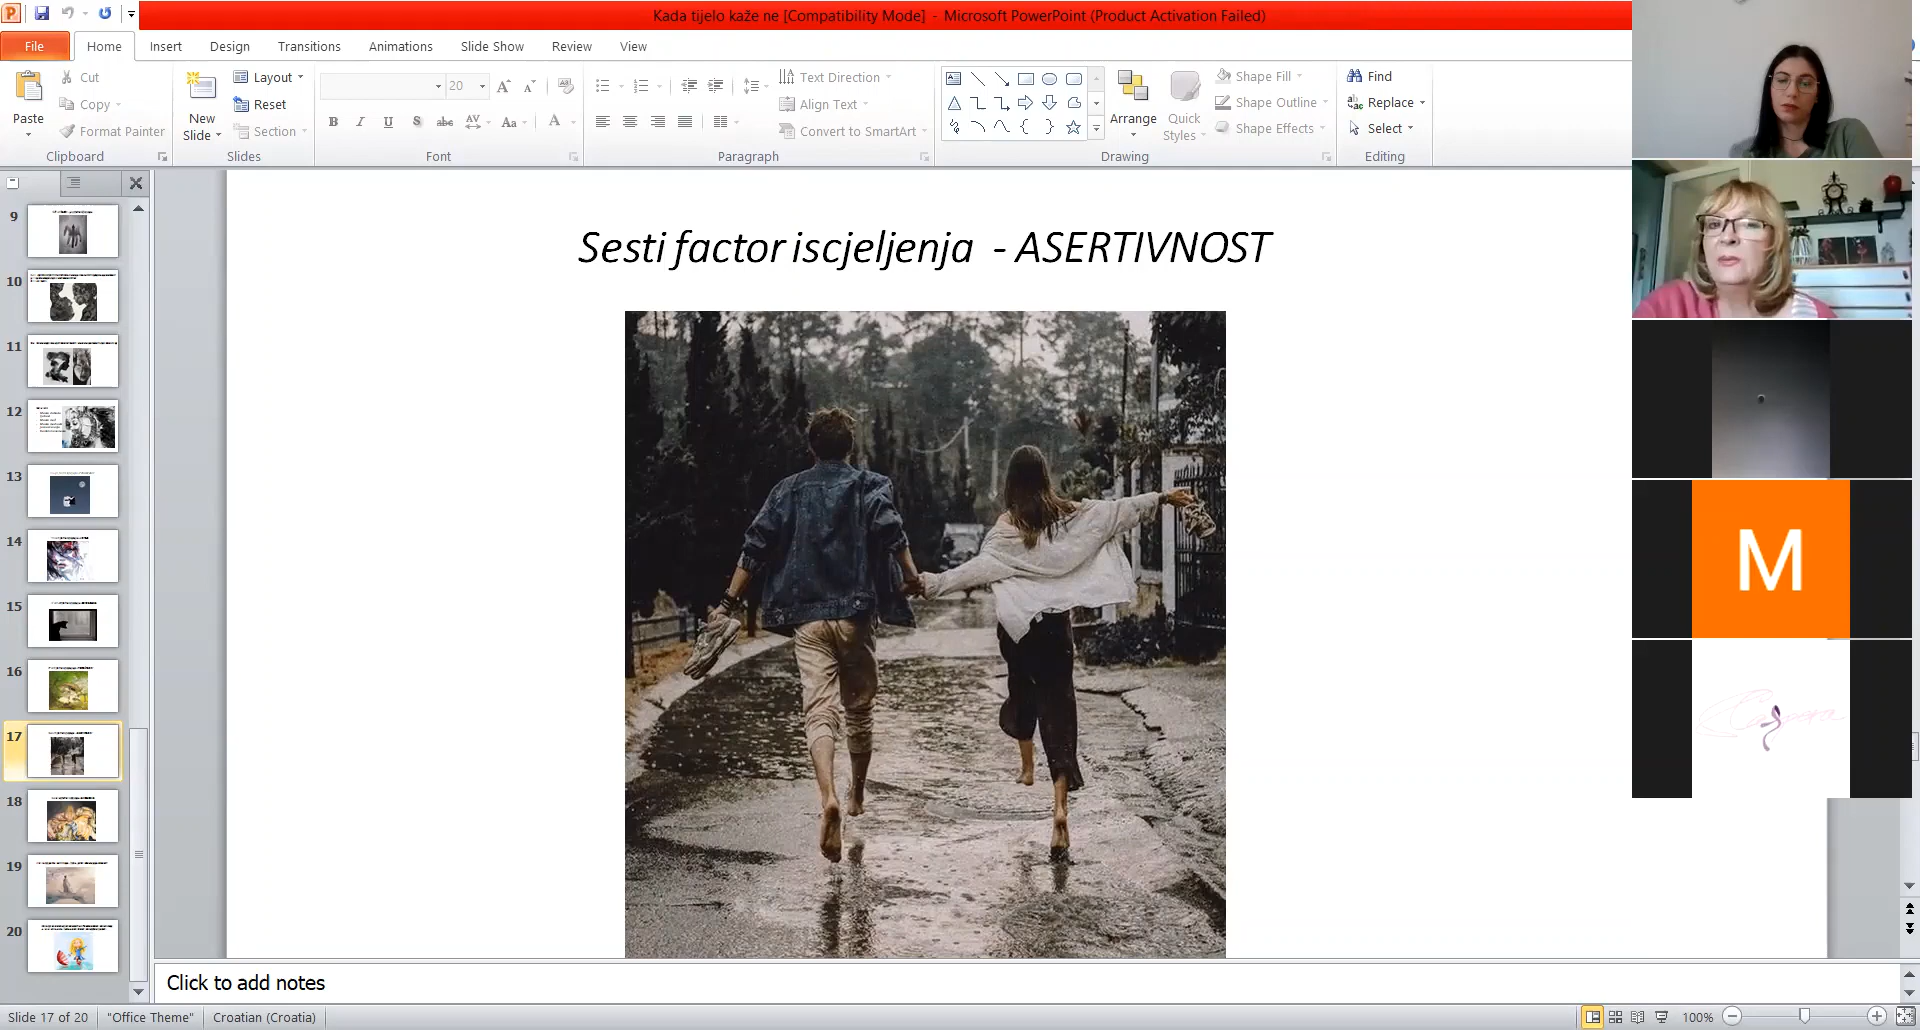 Kada tijelo kaže ne [Compatibility Mode] - Microsoft PowerPoint (Product Activation Failed)
File Home Insert Design Transitions Animations Slide Show Review View
Paste
Cut
Copy
Format Painter
Clipboard
New Slide
Layout
Reset
Section
Slides
20
B I U S abc AV Aa A
Font
Text Direction
Align Text
Convert to SmartArt
Paragraph
Arrange
Quick Styles
Shape Fill
Shape Outline
Shape Effects
Drawing
Find
Replace
Select
Editing
9
10
11
12
13
14
15
16
17
18
19
20
Sesti factor iscjeljenja - ASERTIVNOST
M
Click to add notes
Slide 17 of 20 "Office Theme" Croatian (Croatia) 100%